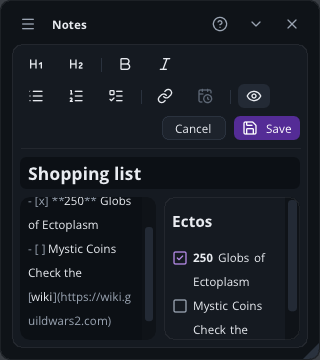 Notes
H1 H2 B I
Cancel Save
Shopping list
- [x] **250** Globs
of Ectoplasm
- [ ] Mystic Coins
Check the
[wiki](https://wiki.g
uildwars2.com)
Ectos
250 Globs of
Ectoplasm
Mystic Coins
Check the